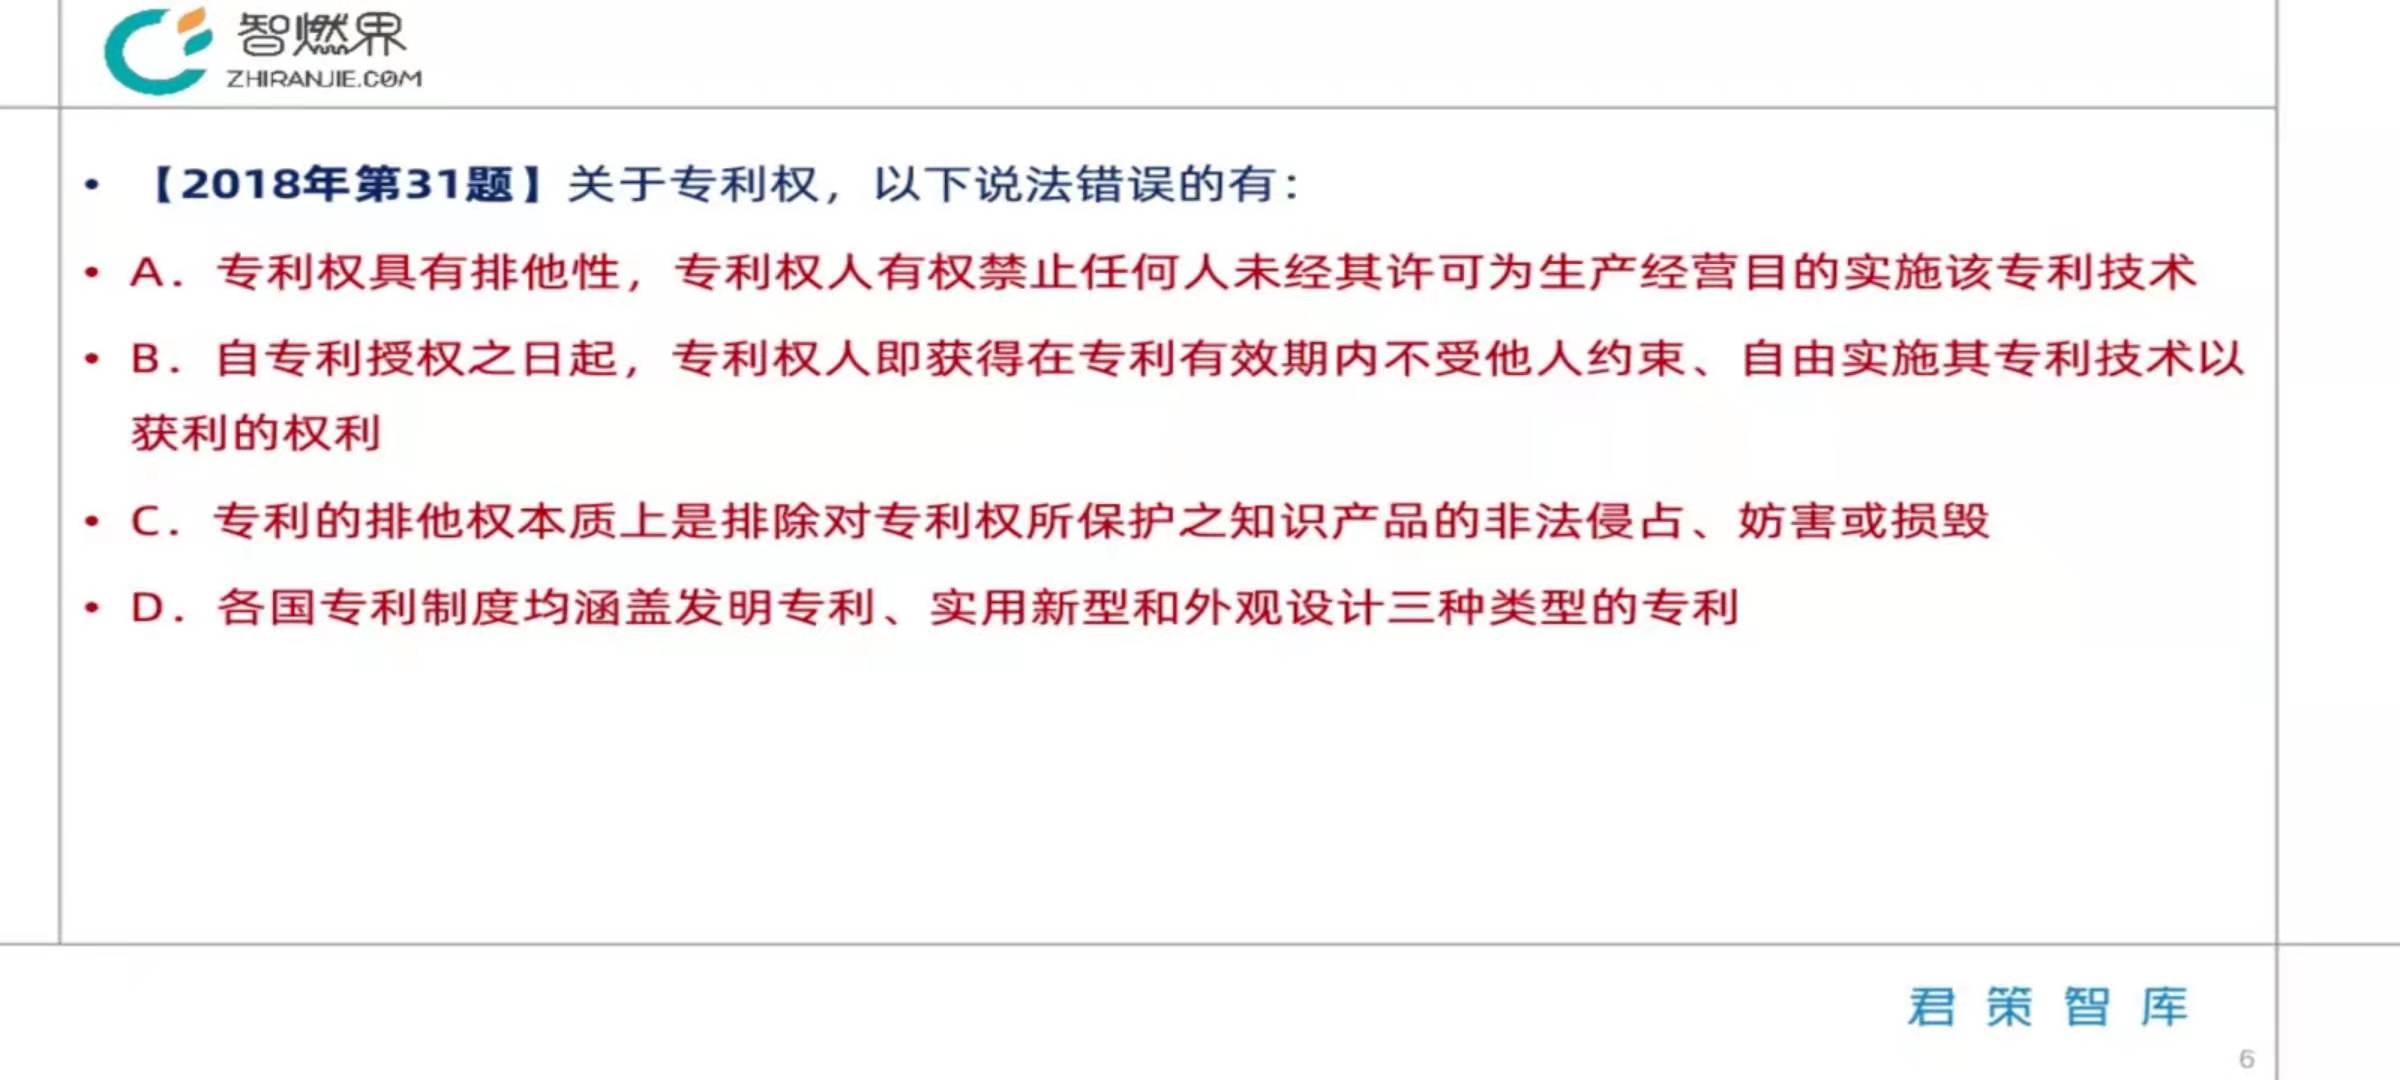 智燃界
ZHIRANJIE.COM
• 【2018年第31题】关于专利权，以下说法错误的有：
• A．专利权具有排他性，专利权人有权禁止任何人未经其许可为生产经营目的实施该专利技术
• B．自专利授权之日起，专利权人即获得在专利有效期内不受他人约束、自由实施其专利技术以
获利的权利
• C．专利的排他权本质上是排除对专利权所保护之知识产品的非法侵占、妨害或损毁
• D．各国专利制度均涵盖发明专利、实用新型和外观设计三种类型的专利
君策智库
6